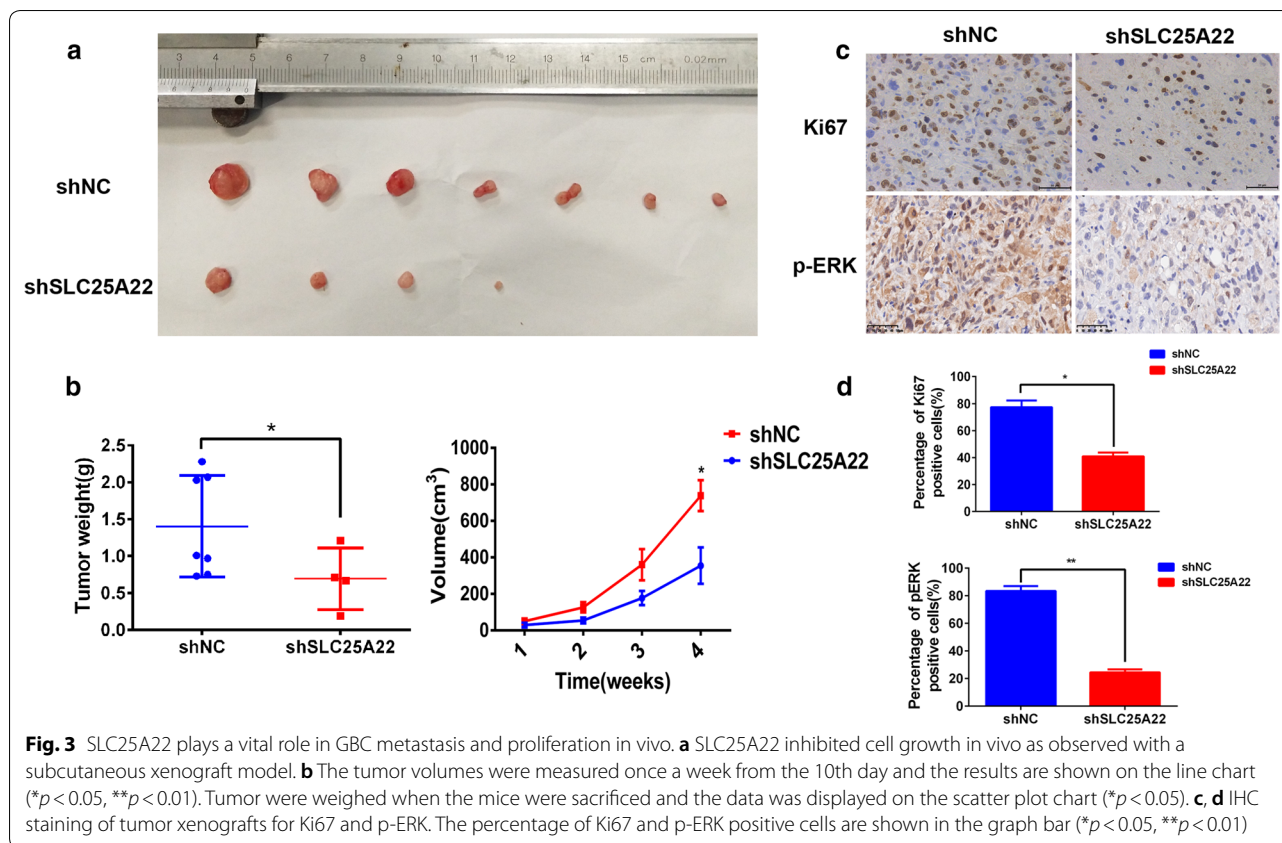 a
3 4 5 6 7 8 9 10 11 12 13 14 15 cm 0.02mm
shNC
shSLC25A22
c
shNC shSLC25A22
Ki67
p-ERK
b
*
Tumor weight(g)
2.5
2.0
1.5
1.0
0.5
0.0
shNC shSLC25A22
shNC
shSLC25A22
*
Volume(cm³)
1000
800
600
400
200
0
1 2 3 4
Time(weeks)
d
shNC
shSLC25A22
*
Percentage of Ki67
positive cells(%)
100
80
60
40
20
0
shNC shSLC25A22
shNC
shSLC25A22
**
Percentage of pERK
positive cells(%)
100
80
60
40
20
0
shNC shSLC25A22
Fig. 3 SLC25A22 plays a vital role in GBC metastasis and proliferation in vivo. a SLC25A22 inhibited cell growth in vivo as observed with a
subcutaneous xenograft model. b The tumor volumes were measured once a week from the 10th day and the results are shown on the line chart
(*p < 0.05, **p < 0.01). Tumor were weighed when the mice were sacrificed and the data was displayed on the scatter plot chart (*p < 0.05). c, d IHC
staining of tumor xenografts for Ki67 and p-ERK. The percentage of Ki67 and p-ERK positive cells are shown in the graph bar (*p < 0.05, **p < 0.01)